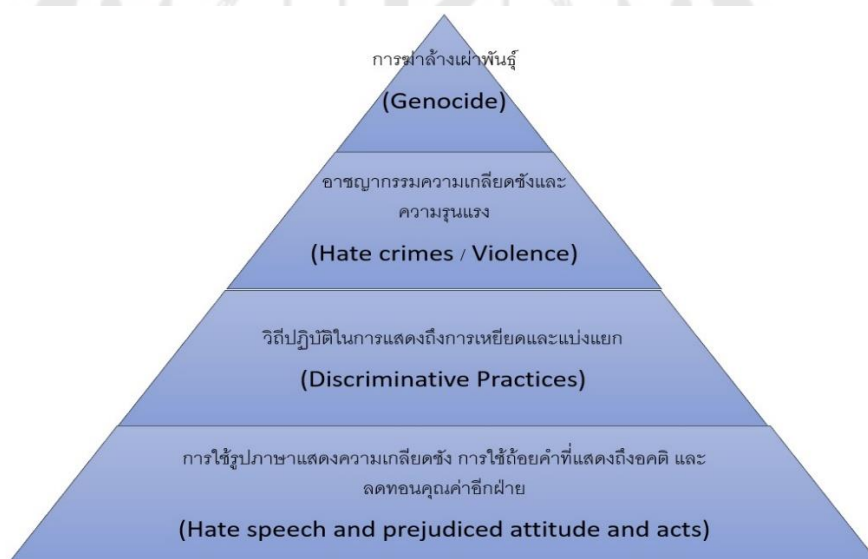 การฆ่าล้างเผ่าพันธุ์
(Genocide)
อาชญากรรมความเกลียดชังและ
ความรุนแรง
(Hate crimes / Violence)
วิถีปฏิบัติในการแสดงถึงการเหยียดและแบ่งแยก
(Discriminative Practices)
การใช้รูปภาษาแสดงความเกลียดชัง การใช้ถ้อยคำที่แสดงถึงอคติ และ
ลดทอนคุณค่าอีกฝ่าย
(Hate speech and prejudiced attitude and acts)